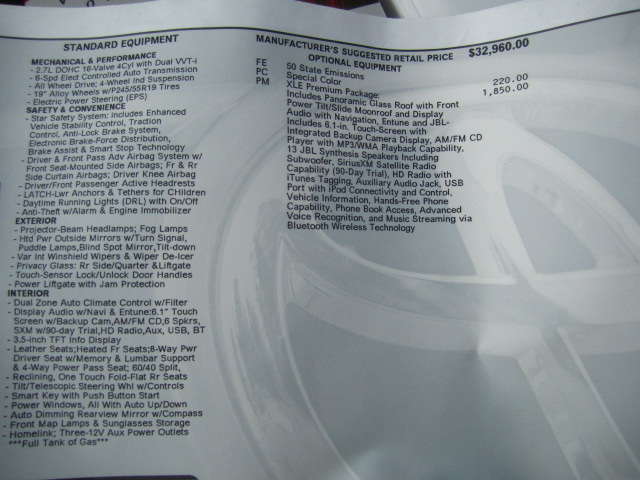 STANDARD EQUIPMENT
MECHANICAL & PERFORMANCE
- 2.7L DOHC 16-Valve 4Cyl with Dual VVT-i
- 6-Spd Elect Controlled Auto Transmission
- All Wheel Drive; 4-Wheel Ind Suspension
- 19" Alloy Wheels w/P245/55R19 Tires
- Electric Power Steering (EPS)
SAFETY & CONVENIENCE
- Star Safety System: includes Enhanced
Vehicle Stability Control, Traction
Control, Anti-Lock Brake System,
Electronic Brake-Force Distribution,
Brake Assist & Smart Stop Technology
- Driver & Front Pass Adv Airbag System w/
Front Seat-Mounted Side Airbags; Fr & Rr
Side Curtain Airbags; Driver Knee Airbag
- Driver/Front Passenger Active Headrests
- LATCH-Lwr Anchors & Tethers for CHildren
- Daytime Running Lights (DRL) with On/Off
- Anti-Theft w/Alarm & Engine Immobilizer
EXTERIOR
- Projector-Beam Headlamps; Fog Lamps
- Htd Pwr Outside Mirrors w/Turn Signal,
Puddle Lamps,Blind Spot Mirror,Tilt-down
- Var Int Windshield Wipers & Wiper De-Icer
- Privacy Glass: Rr Side/Quarter &Liftgate
- Touch-Sensor Lock/Unlock Door Handles
- Power Liftgate with Jam Protection
INTERIOR
- Dual Zone Auto Climate Control w/Filter
- Display Audio w/Navi & Entune:6.1" Touch
Screen w/Backup Cam,AM/FM CD,6 Spkrs,
SXM w/90-day Trial,HD Radio,Aux, USB, BT
- 3.5-inch TFT Info Display
- Leather Seats;Heated Fr Seats;8-Way Pwr
Driver Seat w/Memory & Lumbar Support
& 4-Way Power Pass Seat; 60/40 Split,
- Reclining, One Touch Fold-Flat Rr Seats
- Tilt/Telescopic Steering Whl w/Controls
- Smart Key with Push Button Start
- Power Windows, All With Auto Up/Down
- Auto Dimming Rearview Mirror w/Compass
- Front Map Lamps & Sunglasses Storage
- Homelink; Three-12V Aux Power Outlets
***Full Tank of Gas***
MANUFACTURER'S SUGGESTED RETAIL PRICE $32,960.00
OPTIONAL EQUIPMENT
FE 50 State Emissions
PC Special Color 220.00
PM XLE Premium Package: 1,850.00
Includes Panoramic Glass Roof with Front
Power Tilt/Slide Moonroof and Display
Audio with Navigation, Entune and JBL-
Includes 6.1-in. Touch-Screen with
Integrated Backup Camera Display, AM/FM CD
Player with MP3/WMA Playback Capability,
13 JBL Synthesis Speakers Including
Subwoofer, SiriusXM Satellite Radio
Capability (90-Day Trial), HD Radio with
iTunes Tagging, Auxiliary Audio Jack, USB
Port with iPod Connectivity and Control,
Vehicle Information, Hands-Free Phone
Capability, Phone Book Access, Advanced
Voice Recognition, and Music Streaming via
Bluetooth Wireless Technology